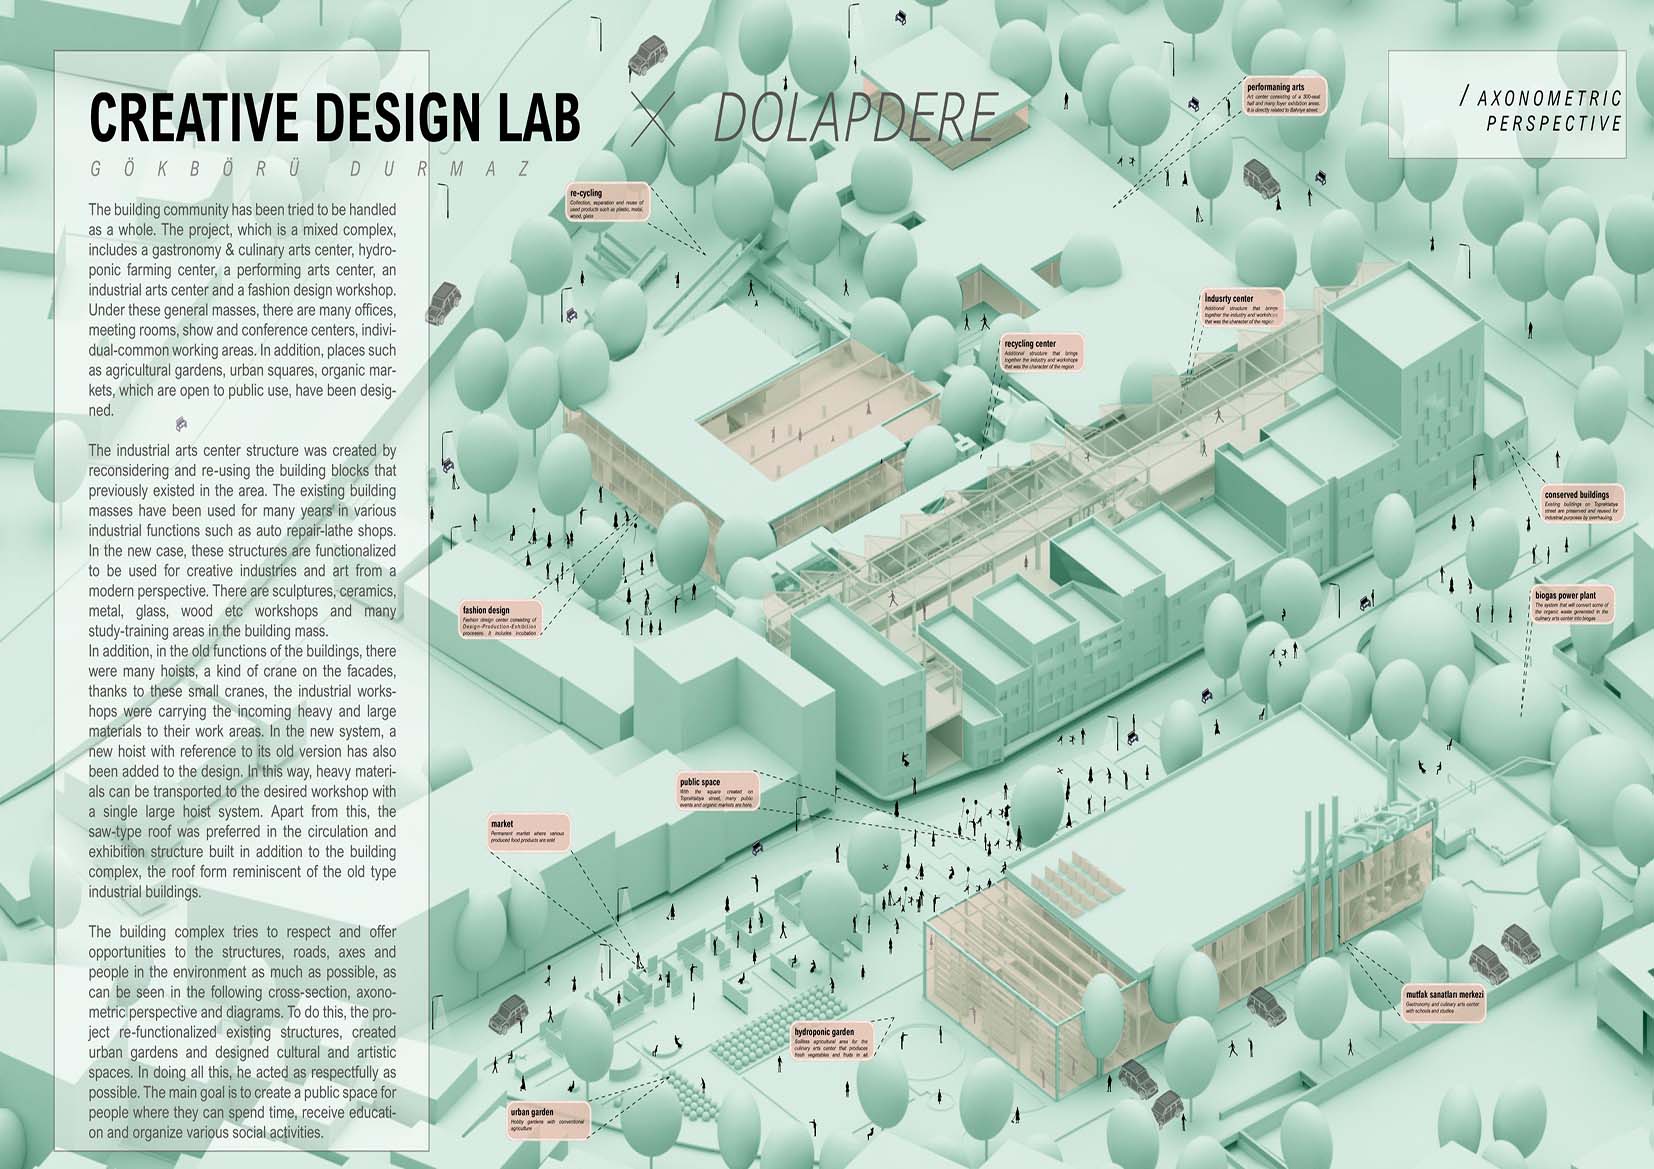 CREATIVE DESIGN LAB X DOLAPDERE
GÖKBÖRÜ DURMAZ
/ AXONOMETRIC
PERSPECTIVE
The building community has been tried to be handled
as a whole. The project, which is a mixed complex,
includes a gastronomy & culinary arts center, hydro-
ponic farming center, a performing arts center, an
industrial arts center and a fashion design workshop.
Under these general masses, there are many offices,
meeting rooms, show and conference centers, indivi-
dual-common working areas. In addition, places such
as agricultural gardens, urban squares, organic mar-
kets, which are open to public use, have been desig-
ned.
The industrial arts center structure was created by
reconsidering and re-using the building blocks that
previously existed in the area. The existing building
masses have been used for many years in various
industrial functions such as auto repair-lathe shops.
In the new case, these structures are functionalized
to be used for creative industries and art from a
modern perspective. There are sculptures, ceramics,
metal, glass, wood etc workshops and many
study-training areas in the building mass.
In addition, in the old functions of the buildings, there
were many hoists, a kind of crane on the facades,
thanks to these small cranes, the industrial works-
hops were carrying the incoming heavy and large
materials to their work areas. In the new system, a
new hoist with reference to its old version has also
been added to the design. In this way, heavy materi-
als can be transported to the desired workshop with
a single large hoist system. Apart from this, the
saw-type roof was preferred in the circulation and
exhibition structure built in addition to the building
complex, the roof form reminiscent of the old type
industrial buildings.
The building complex tries to respect and offer
opportunities to the structures, roads, axes and
people in the environment as much as possible, as
can be seen in the following cross-section, axono-
metric perspective and diagrams. To do this, the pro-
ject re-functionalized existing structures, created
urban gardens and designed cultural and artistic
spaces. In doing all this, he acted as respectfully as
possible. The main goal is to create a public space for
people where they can spend time, receive educati-
on and organize various social activities.
performaning arts
Art center consisting of a 300-seat
hall and many foyer exhibition areas.
It is directly related to Bahriye street.
re-cycling
Collection, separation and reuse of
used products such as plastic, metal,
wood, glass
İndusrty center
Additional structure that brings
together the industry and workshops
that was the character of the region
recycling center
Additional structure that brings
together the industry and workshops
that was the character of the region
conserved buildings
Existing buildings on
street are preserved and reused for
industrial purposes by overhauling.
biogas power plant
The system that will convert some of
the organic waste generated in the
culinary arts center into biogas
fashion design
Fashion design center consisting of
Design-Production-Exhibition
processes. It includes incubation
public space
With the square created on
street, many public
events and organic markets are here.
market
Permanent market where various
produced food products are sold
mutfak sanatları merkezi
Gastronomy and culinary arts center
with schools and studios
hydroponic garden
Soilless agricultural area for the
culinary arts center that produces
fresh vegetables and fruits in all
urban garden
Hobby gardens with conventional
agriculture